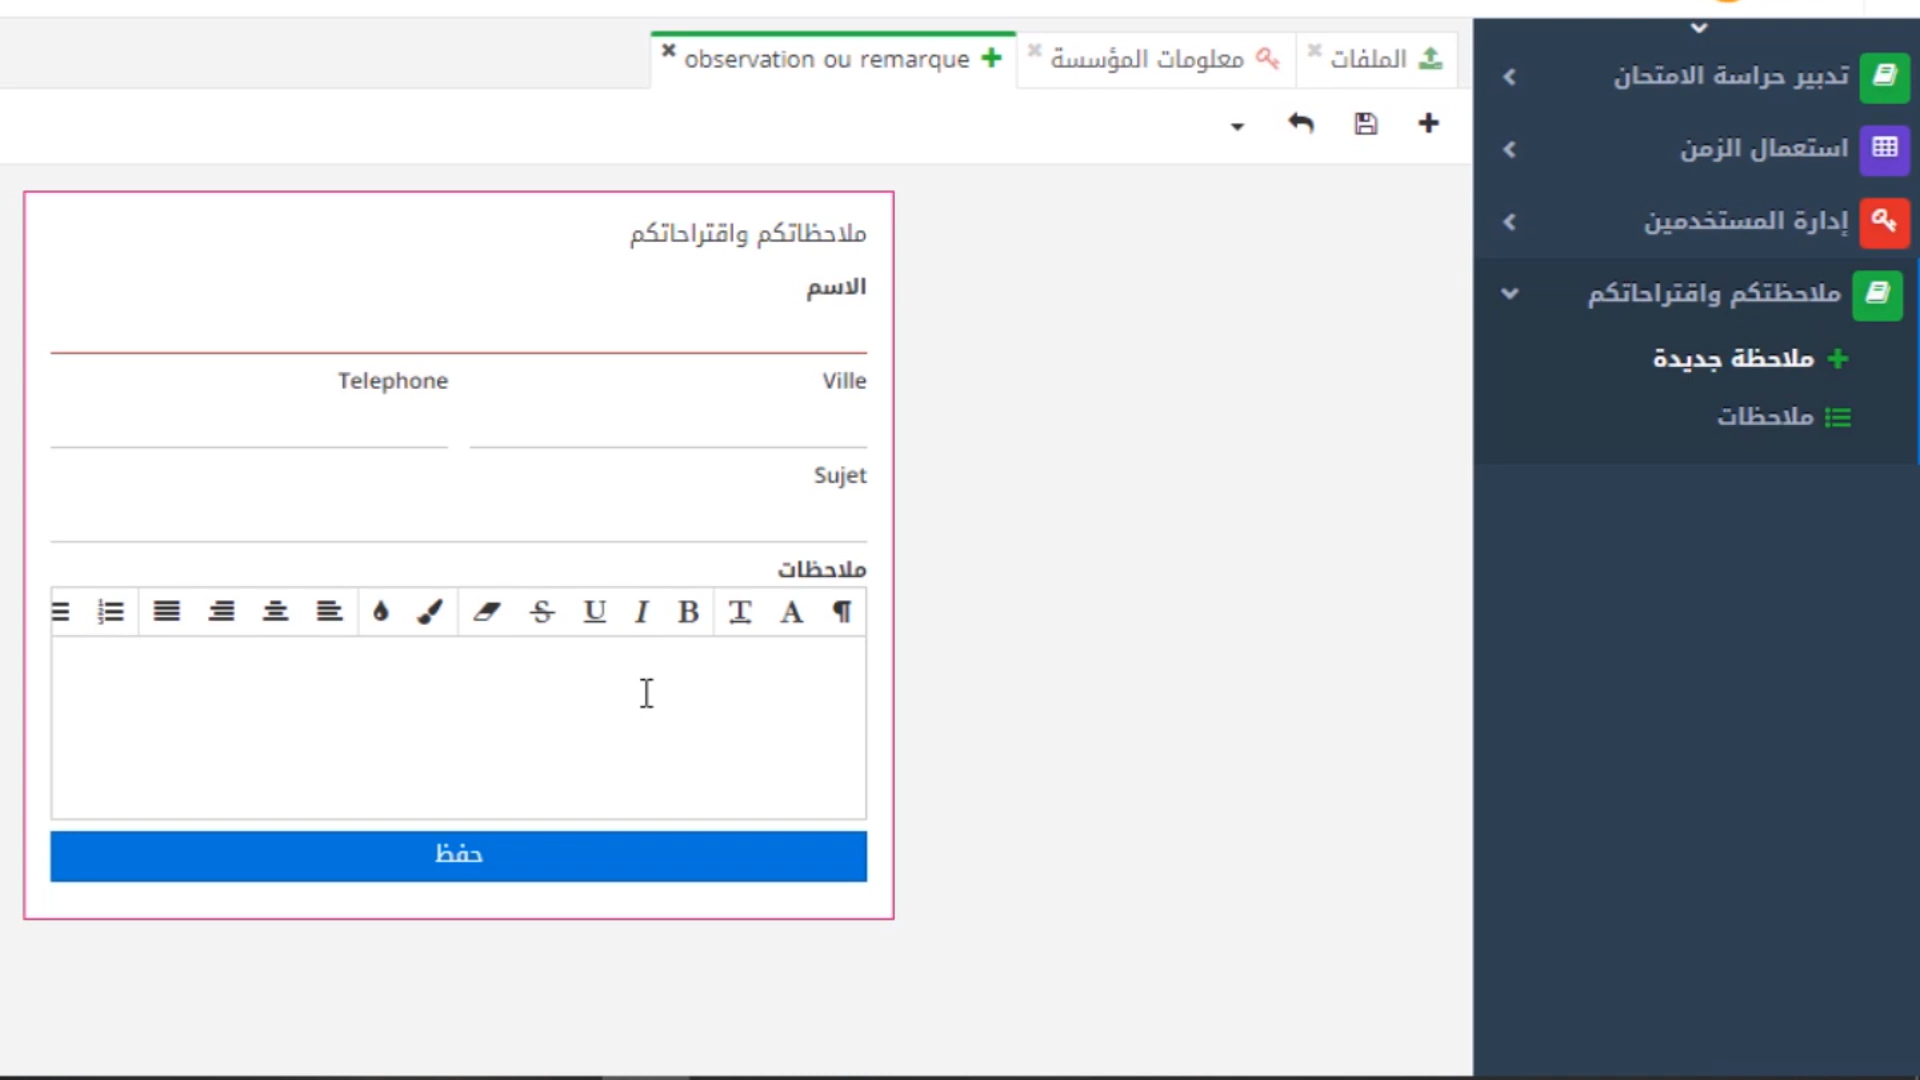 الملفات
معلومات المؤسسة
observation ou remarque
تدبير حراسة الامتحان
استعمال الزمن
إدارة المستخدمين
ملاحظتكم واقتراحاتكم
ملاحظة جديدة
ملاحظات
ملاحظاتكم واقتراحاتكم
الاسم
Ville
Telephone
Sujet
ملاحظات
حفظ